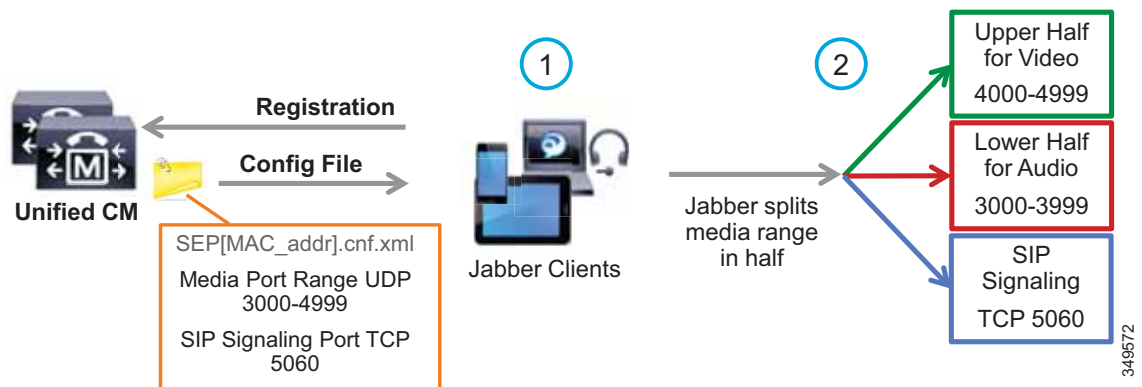 1
2
Registration
Config File
M
Unified CM
SEP[MAC_addr].cnf.xml
Media Port Range UDP
3000-4999
SIP Signaling Port TCP
5060
Jabber Clients
Jabber splits
media range
in half
Upper Half
for Video
4000-4999
Lower Half
for Audio
3000-3999
SIP
Signaling
TCP 5060
349572